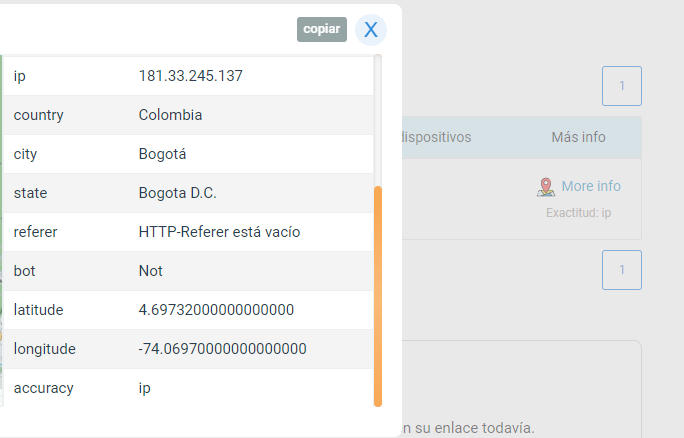 copiar X
ip 181.33.245.137
country Colombia
city Bogotá
state Bogota D.C.
referer HTTP-Referer está vacío
bot Not
latitude 4.69732000000000000
longitude -74.06970000000000000
accuracy ip
1
dispositivos Más info
More info
Exactitud: ip
1
n su enlace todavía.